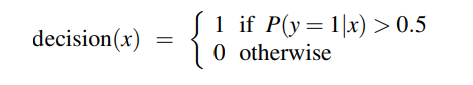 decision(x) = { 1 if P(y = 1|x) > 0.5
0 otherwise